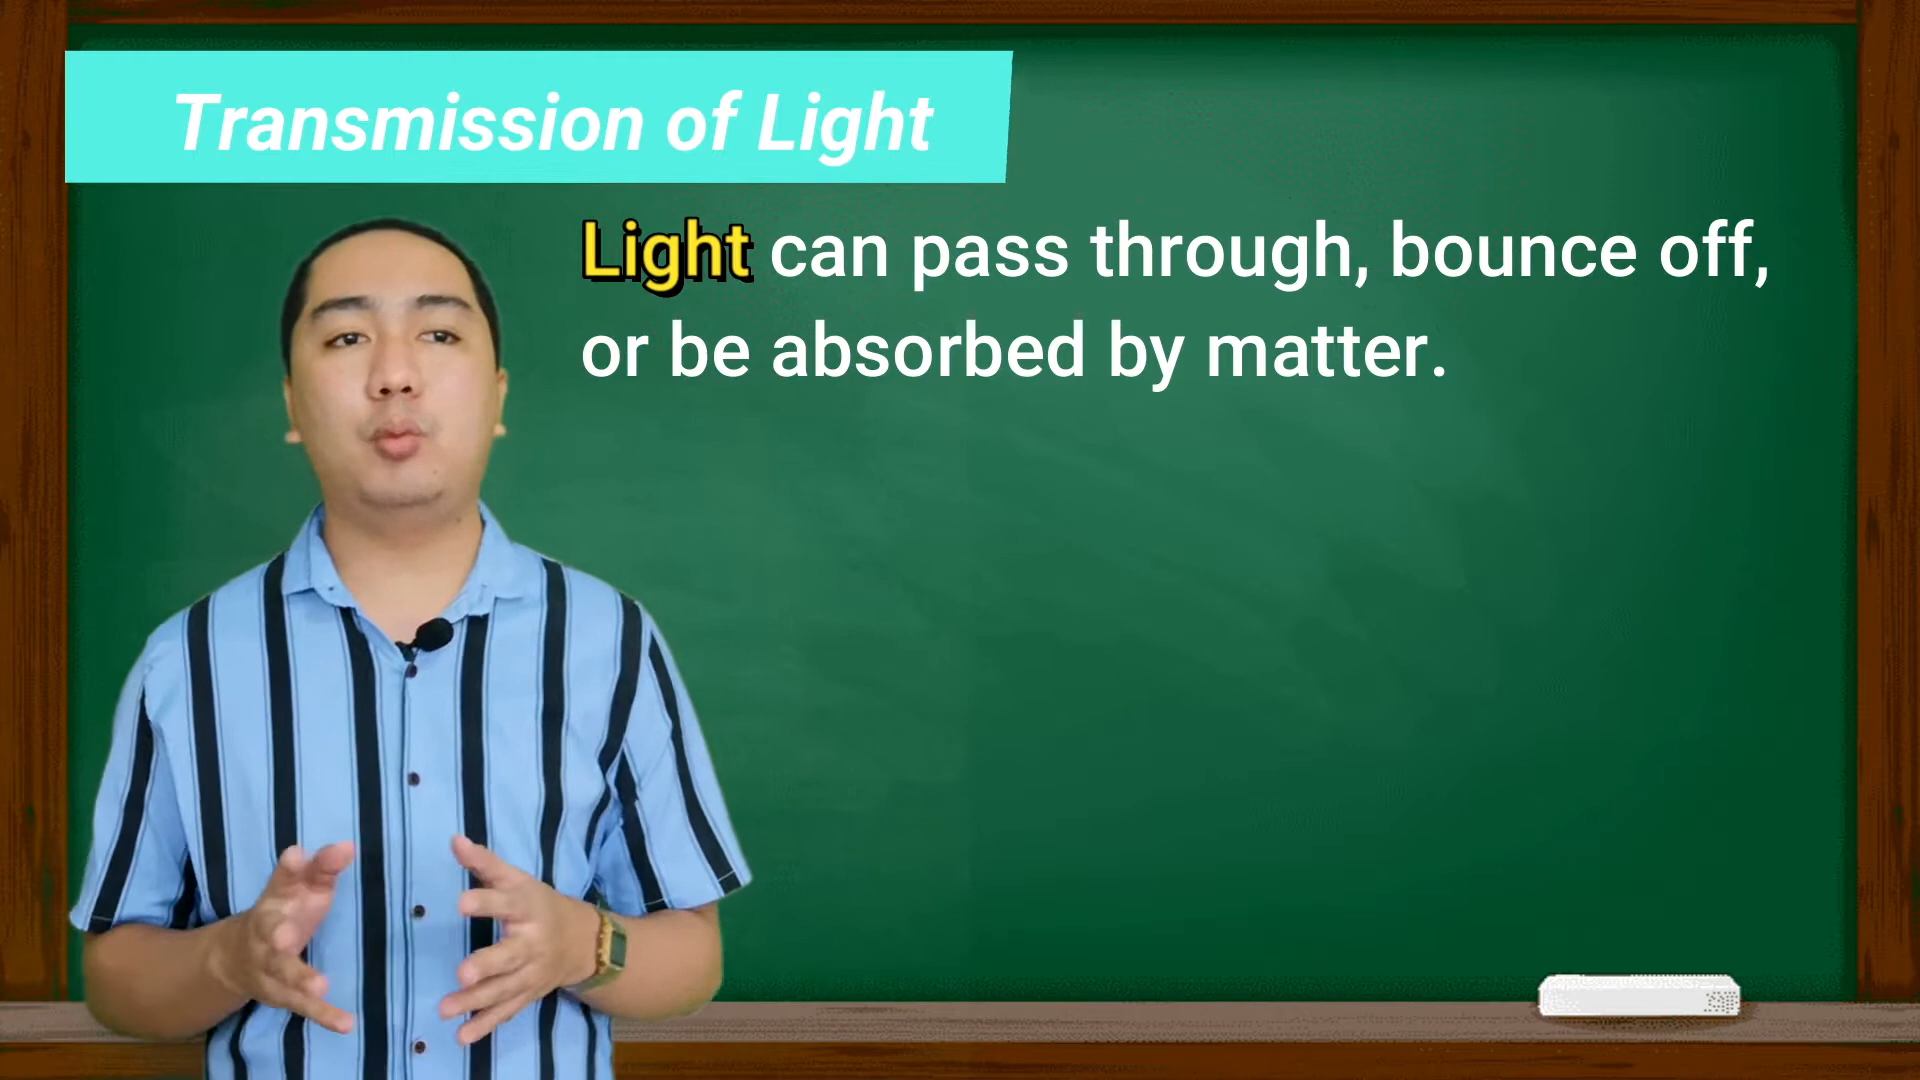 Transmission of Light
Light can pass through, bounce off,
or be absorbed by matter.